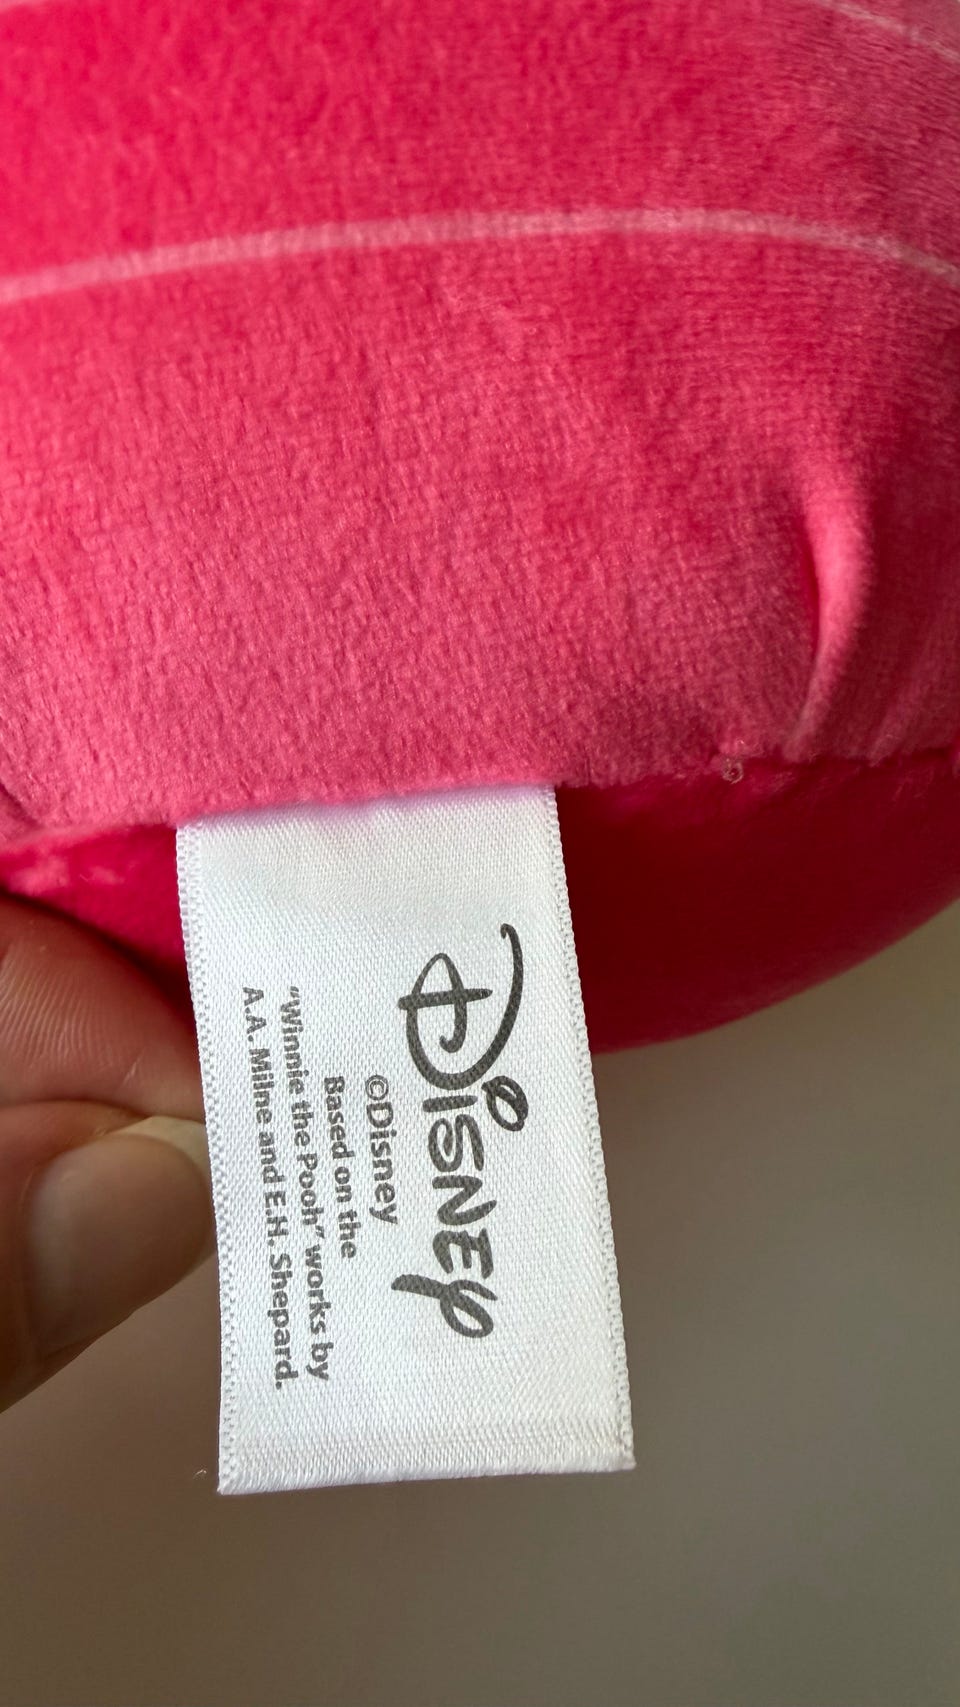 Disney
©Disney
Based on the
“Winnie the Pooh” works by
A.A. Milne and E.H. Shepard.